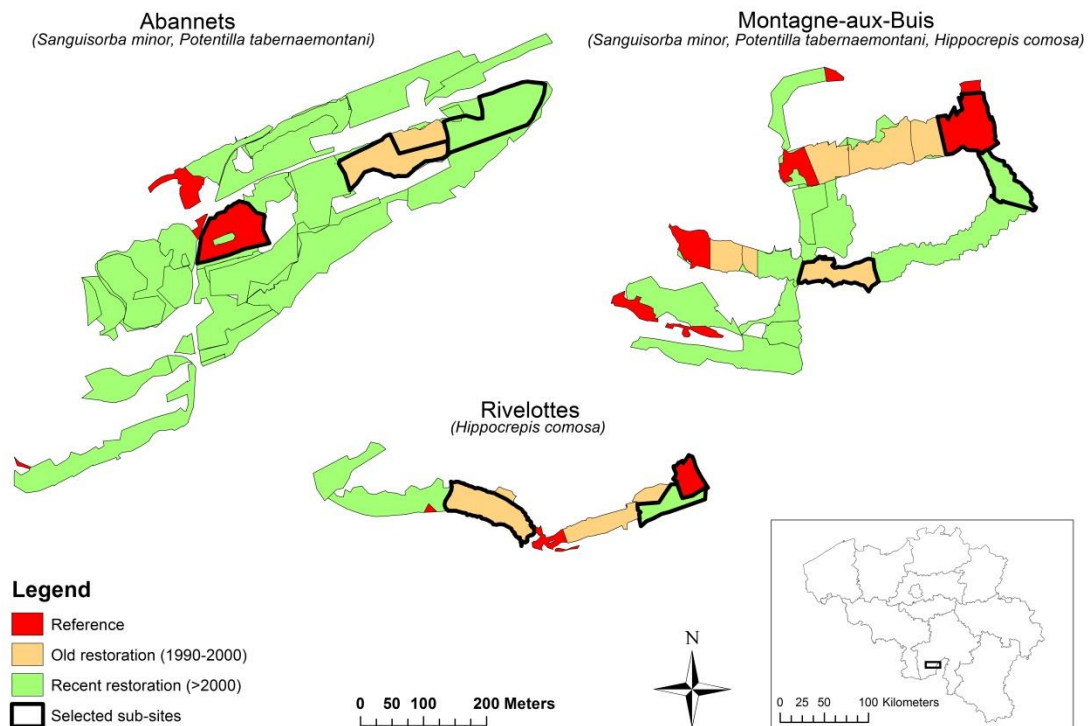 Abannets
(Sanguisorba minor, Potentilla tabernaemontani)
Montagne-aux-Buis
(Sanguisorba minor, Potentilla tabernaemontani, Hippocrepis comosa)
Rivelottes
(Hippocrepis comosa)
Legend
Reference
Old restoration (1990-2000)
Recent restoration (>2000)
Selected sub-sites
0 50 100 200 Meters
N
0 25 50 100 Kilometers